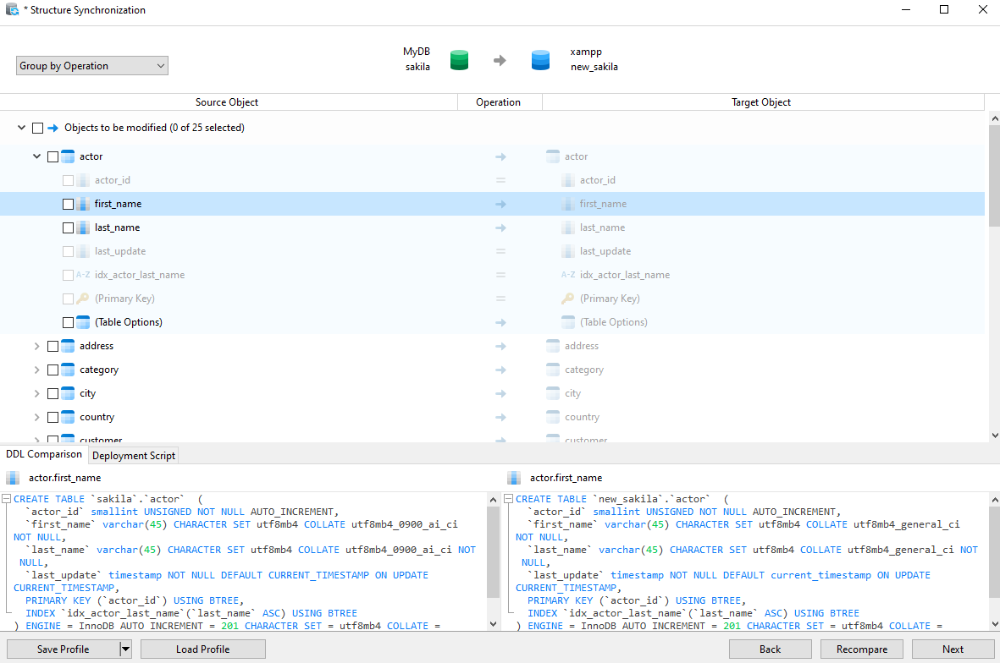 * Structure Synchronization
Group by Operation
MyDB
sakila
xampp
new_sakila
Source Object Operation Target Object
Objects to be modified (0 of 25 selected)
actor actor
actor_id = actor_id
first_name first_name
last_name last_name
last_update = last_update
A-Z idx_actor_last_name = A-Z idx_actor_last_name
(Primary Key) = (Primary Key)
(Table Options) (Table Options)
address address
category category
city city
country country
customer customer
DDL Comparison Deployment Script
actor.first_name
CREATE TABLE `sakila`.`actor`  (
`actor_id` smallint UNSIGNED NOT NULL AUTO_INCREMENT,
`first_name` varchar(45) CHARACTER SET utf8mb4 COLLATE utf8mb4_0900_ai_ci
NOT NULL,
`last_name` varchar(45) CHARACTER SET utf8mb4 COLLATE utf8mb4_0900_ai_ci NOT
NULL,
`last_update` timestamp NOT NULL DEFAULT CURRENT_TIMESTAMP ON UPDATE
CURRENT_TIMESTAMP,
PRIMARY KEY (`actor_id`) USING BTREE,
INDEX `idx_actor_last_name`(`last_name` ASC) USING BTREE
) ENGINE = InnoDB AUTO_INCREMENT = 201 CHARACTER SET = utf8mb4 COLLATE =
actor.first_name
CREATE TABLE `new_sakila`.`actor`  (
`actor_id` smallint UNSIGNED NOT NULL AUTO_INCREMENT,
`first_name` varchar(45) CHARACTER SET utf8mb4 COLLATE utf8mb4_general_ci
NOT NULL,
`last_name` varchar(45) CHARACTER SET utf8mb4 COLLATE utf8mb4_general_ci NOT
NULL,
`last_update` timestamp NOT NULL DEFAULT current_timestamp ON UPDATE
CURRENT_TIMESTAMP,
PRIMARY KEY (`actor_id`) USING BTREE,
INDEX `idx_actor_last_name`(`last_name` ASC) USING BTREE
) ENGINE = InnoDB AUTO_INCREMENT = 201 CHARACTER SET = utf8mb4 COLLATE =
Save Profile Load Profile Back Recompare Next